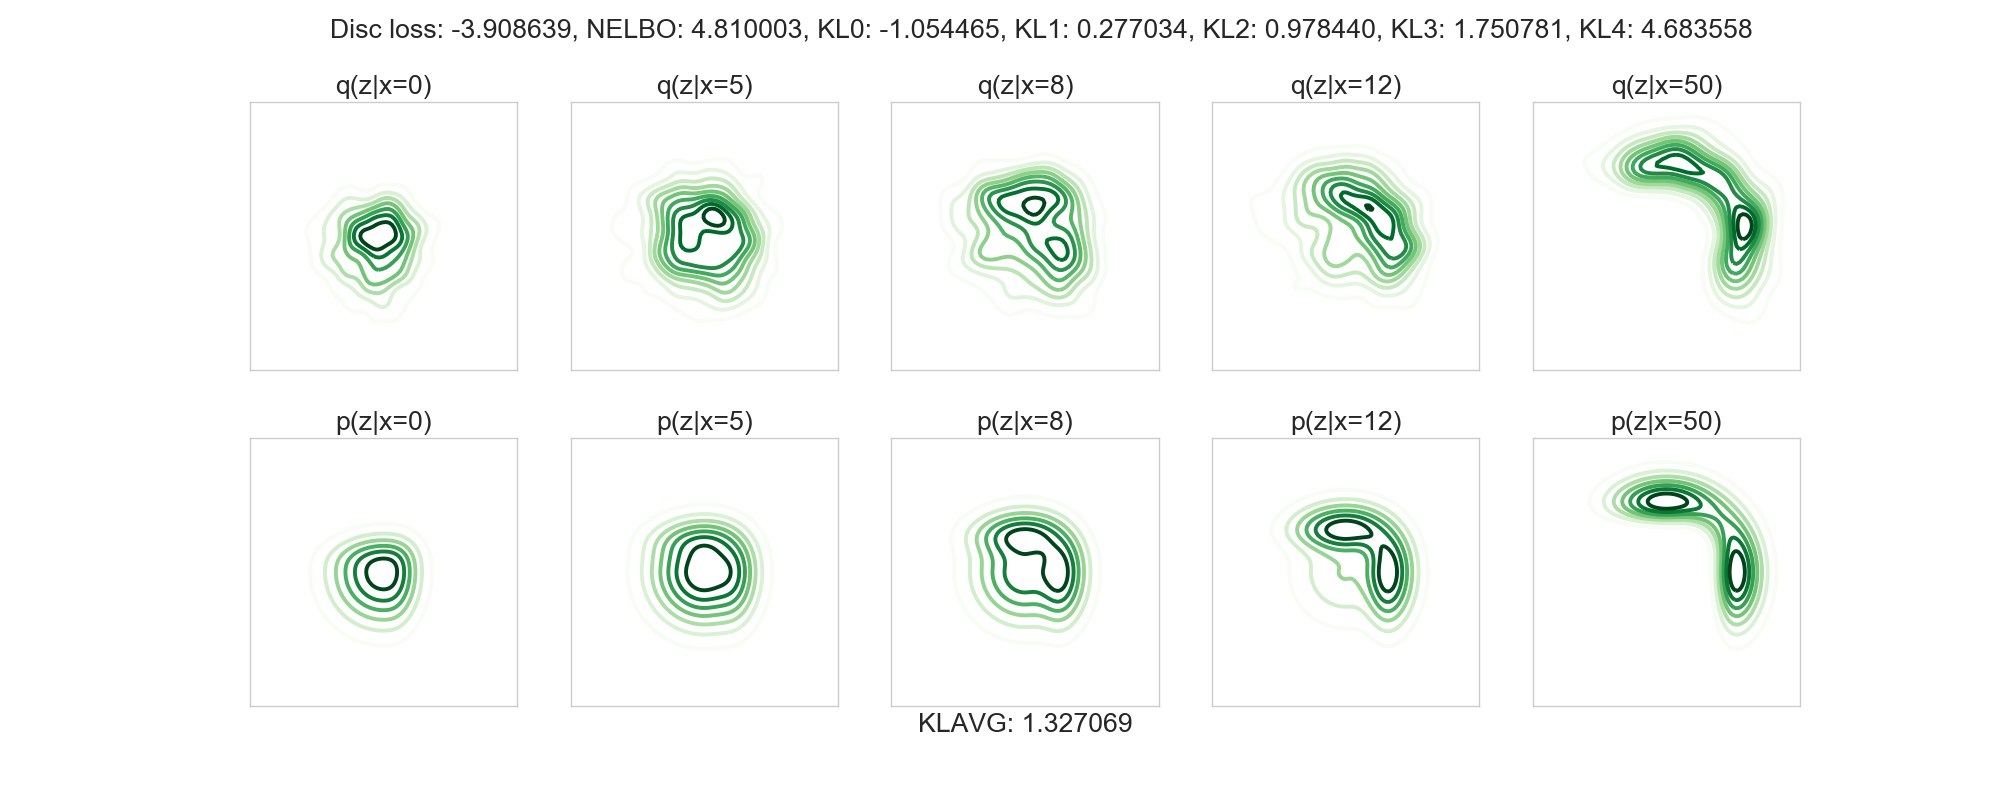 Disc loss: -3.908639, NELBO: 4.810003, KL0: -1.054465, KL1: 0.277034, KL2: 0.978440, KL3: 1.750781, KL4: 4.683558
q(z|x=0) q(z|x=5) q(z|x=8) q(z|x=12) q(z|x=50)
p(z|x=0) p(z|x=5) p(z|x=8) p(z|x=12) p(z|x=50)
KLAVG: 1.327069